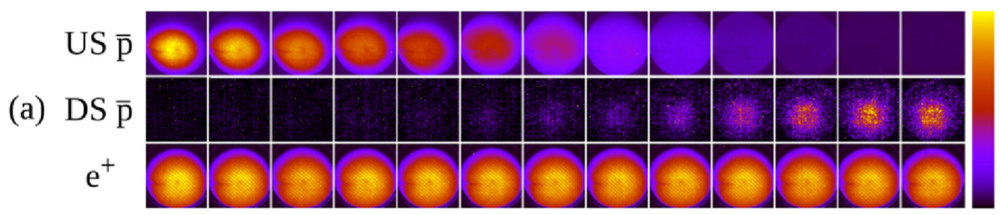 US p̅
(a) DS p̅
e⁺